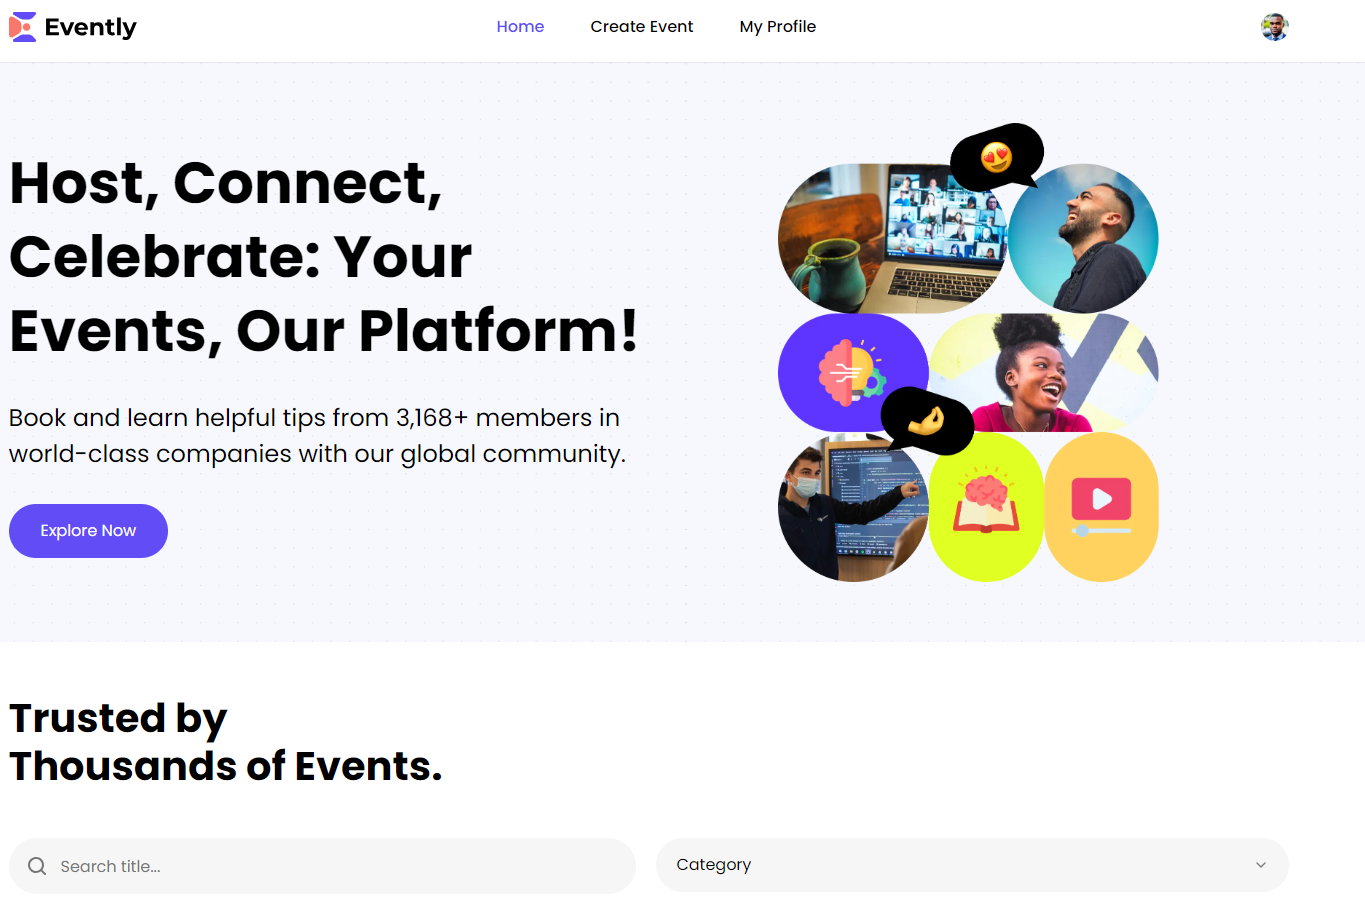 Evently
Home
Create Event
My Profile
Host, Connect,
Celebrate: Your
Events, Our Platform!
Book and learn helpful tips from 3,168+ members in
world-class companies with our global community.
Explore Now
Trusted by
Thousands of Events.
Search title...
Category